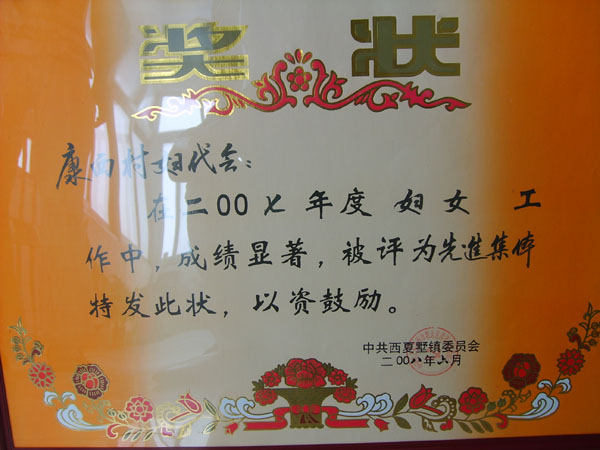 奖 状
康西村妇代会：
在二00七年度妇女工
作中，成绩显著，被评为先進集体
特发此状，以资鼓励。
中共西夏墅镇委员会
二00八年六月